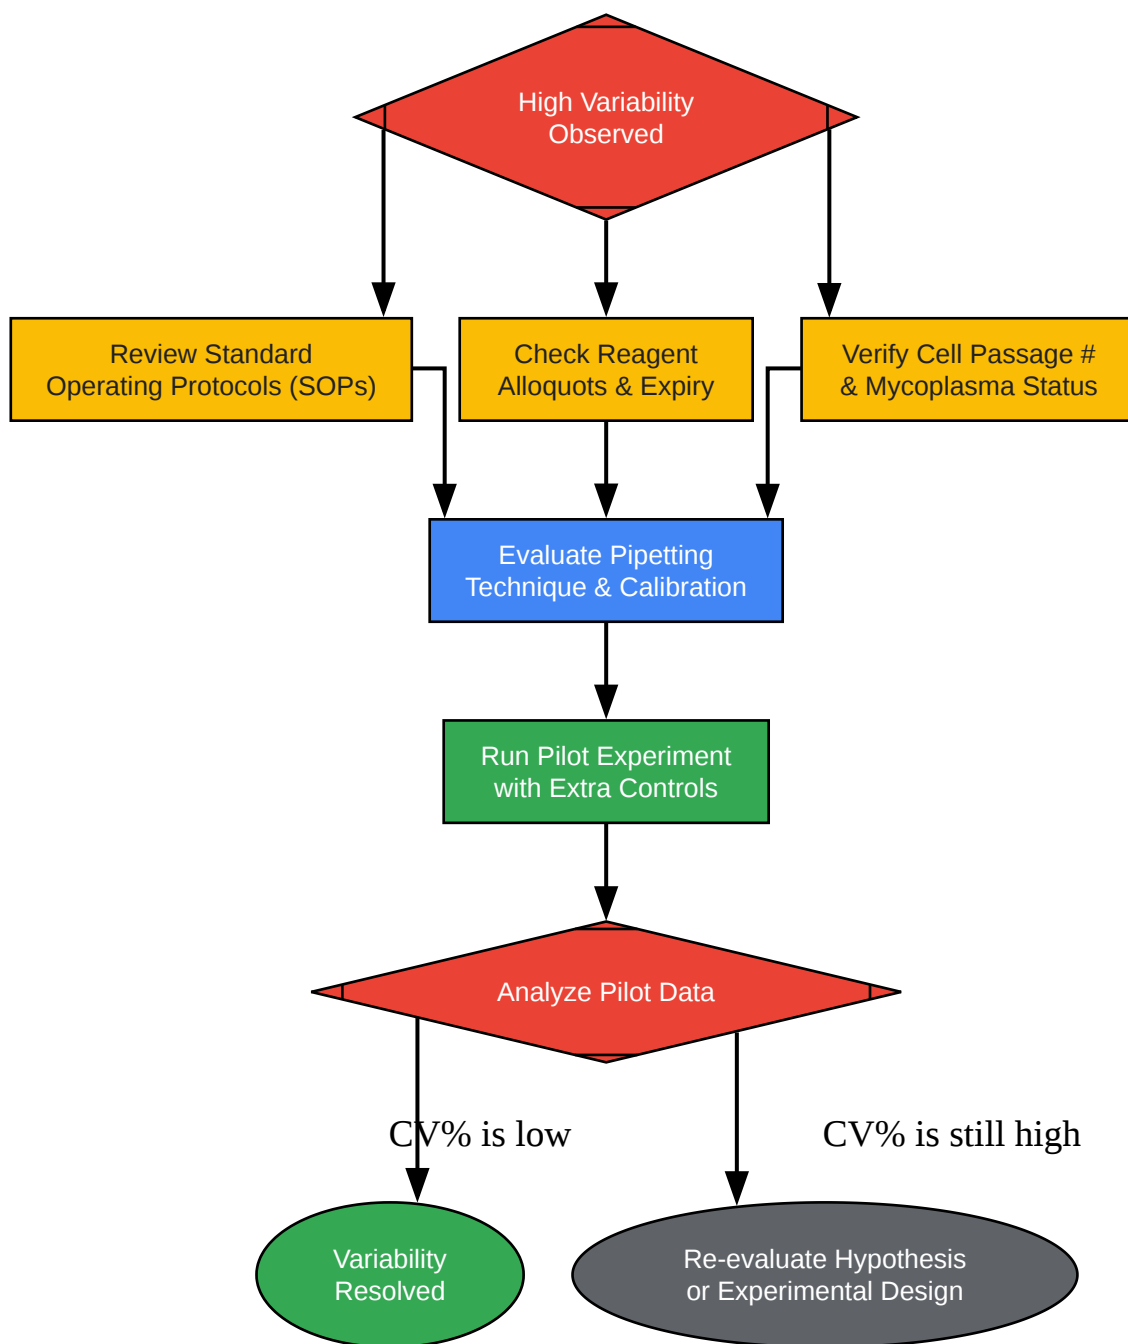 High Variability
Observed
Review Standard
Operating Protocols (SOPs)
Check Reagent
Alloquots & Expiry
Verify Cell Passage #
& Mycoplasma Status
Evaluate Pipetting
Technique & Calibration
Run Pilot Experiment
with Extra Controls
Analyze Pilot Data
CV% is low
CV% is still high
Variability
Resolved
Re-evaluate Hypothesis
or Experimental Design